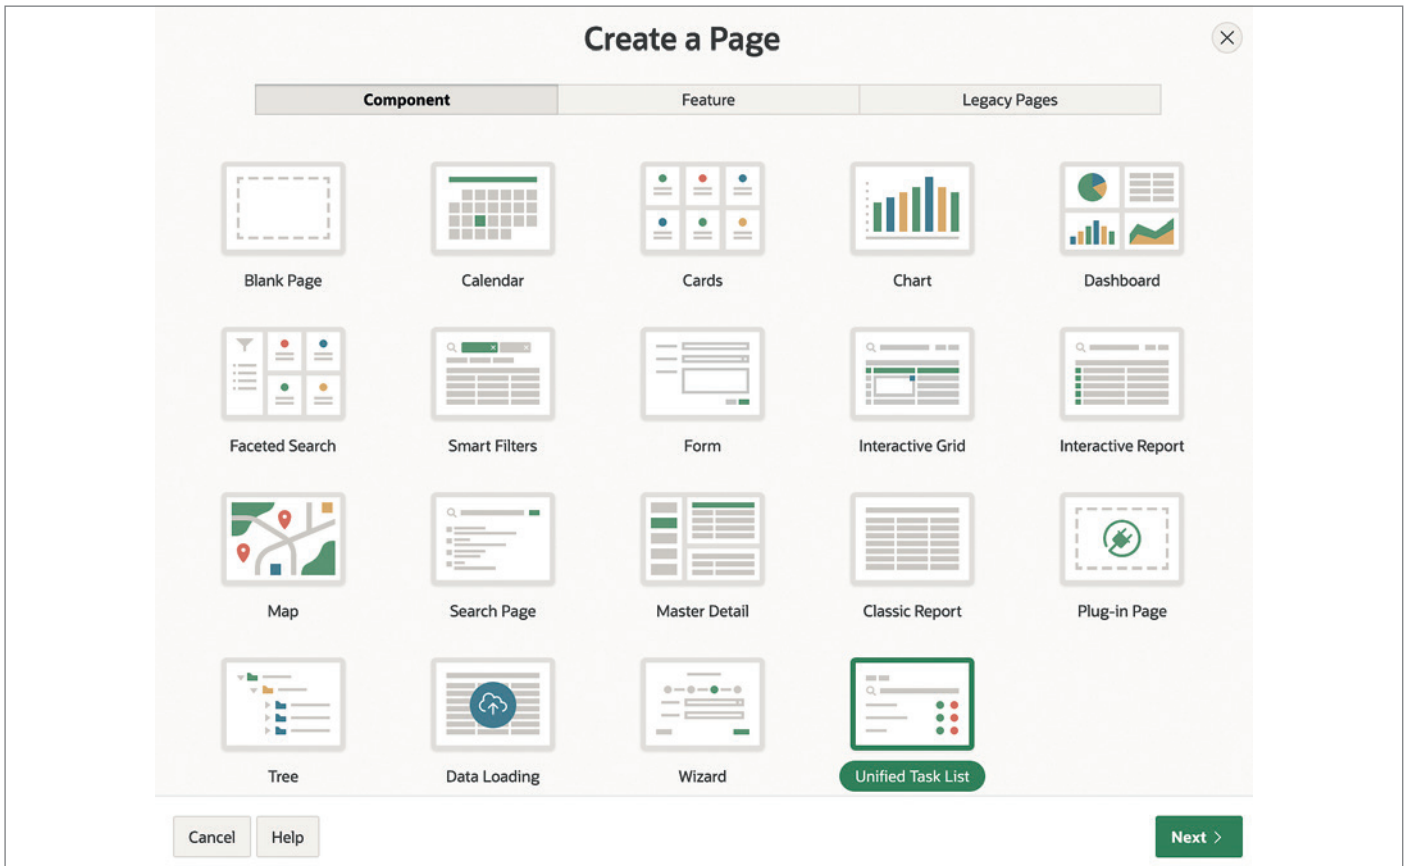 Create a Page
Component Feature Legacy Pages
Blank Page Calendar Cards Chart Dashboard
Faceted Search Smart Filters Form Interactive Grid Interactive Report
Map Search Page Master Detail Classic Report Plug-in Page
Tree Data Loading Wizard Unified Task List
Cancel Help Next >